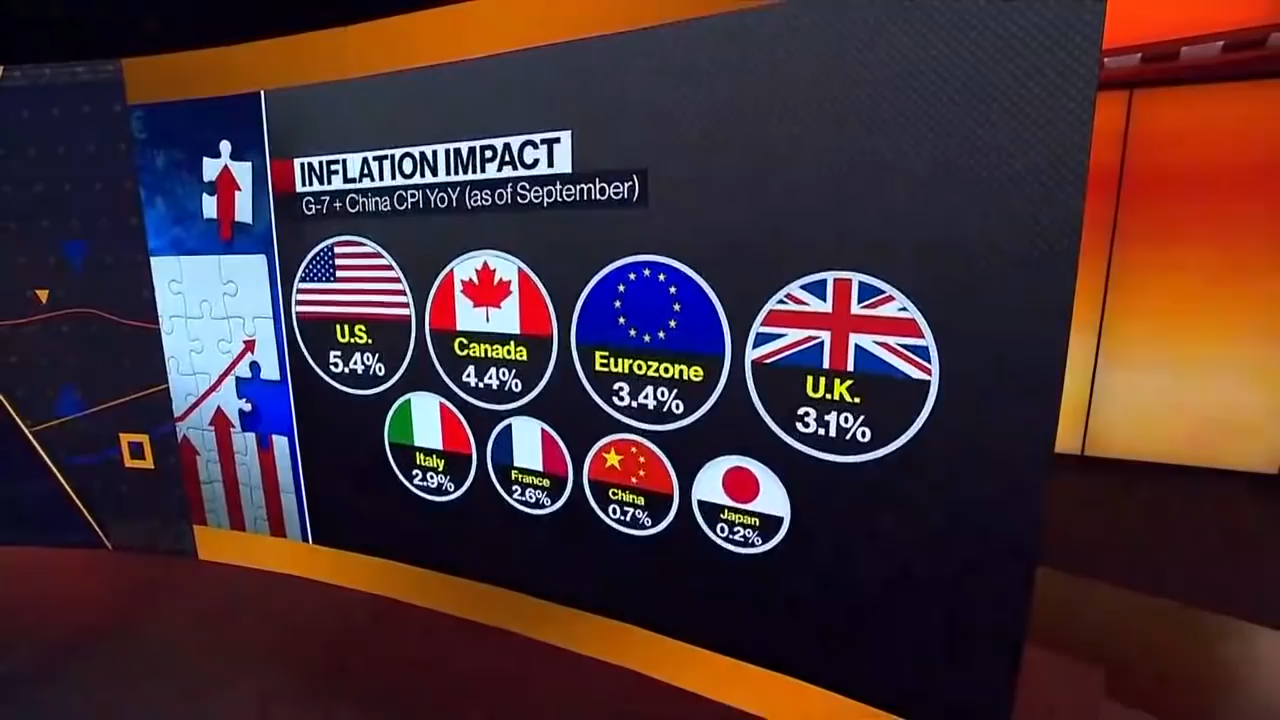 INFLATION IMPACT
G-7 + China CPI YoY (as of September)
U.S.
5.4%
Canada
4.4%
Eurozone
3.4%
U.K.
3.1%
Italy
2.9%
France
2.6%
China
0.7%
Japan
0.2%